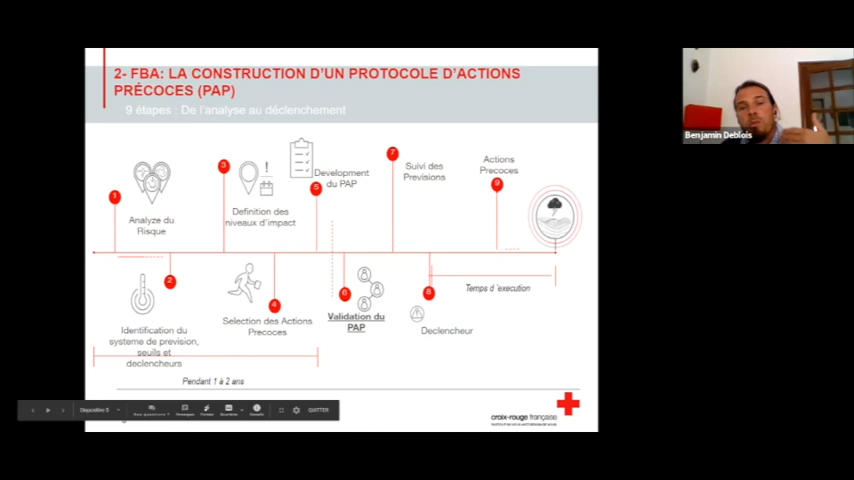 2- FBA: LA CONSTRUCTION D'UN PROTOCOLE D'ACTIONS
PRÉCOCES (PAP)
9 étapes : De l'analyse au déclenchement
Benjamin Deblois
1
Analyze du
Risque
2
Identification du
systeme de prevision,
seuils et
declencheurs
3
Definition des
niveaux d'impact
4
Selection des Actions
Precoces
5
Development
du PAP
6
Validation du
PAP
7
Suivi des
Previsions
8
Declencheur
9
Actions
Precoces
Temps d 'execution
Pendant 1 à 2 ans
Diapositive 5
QUITTER
croix-rouge française